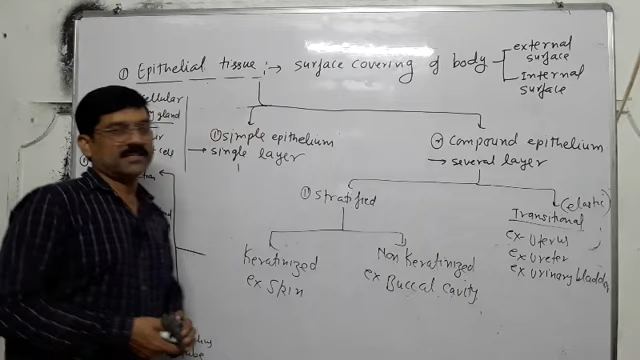 ① Epithelial tissue :→ surface covering of body
external surface
Internal surface
cellular
gland
① simple epithelium
→ single layer
② compound epithelium
→ several layer
① stratified
Transitional (elastic)
ex- Uterus
ex Ureter
ex Urinary bladder
Keratinized
ex Skin
Non Keratinized
ex Buccal cavity